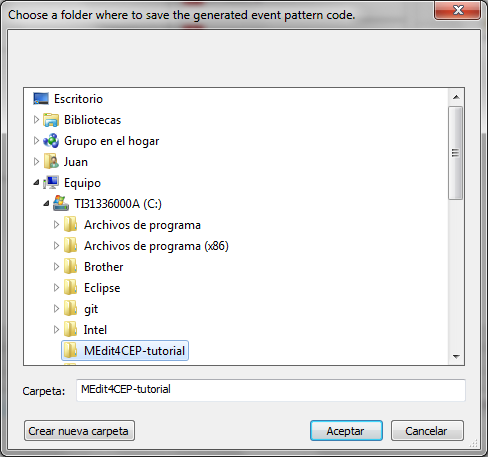 Choose a folder where to save the generated event pattern code.
Escritorio
Bibliotecas
Grupo en el hogar
Juan
Equipo
TI31336000A (C:)
Archivos de programa
Archivos de programa (x86)
Brother
Eclipse
git
Intel
MEdit4CEP-tutorial
Carpeta: MEdit4CEP-tutorial
Crear nueva carpeta Aceptar Cancelar